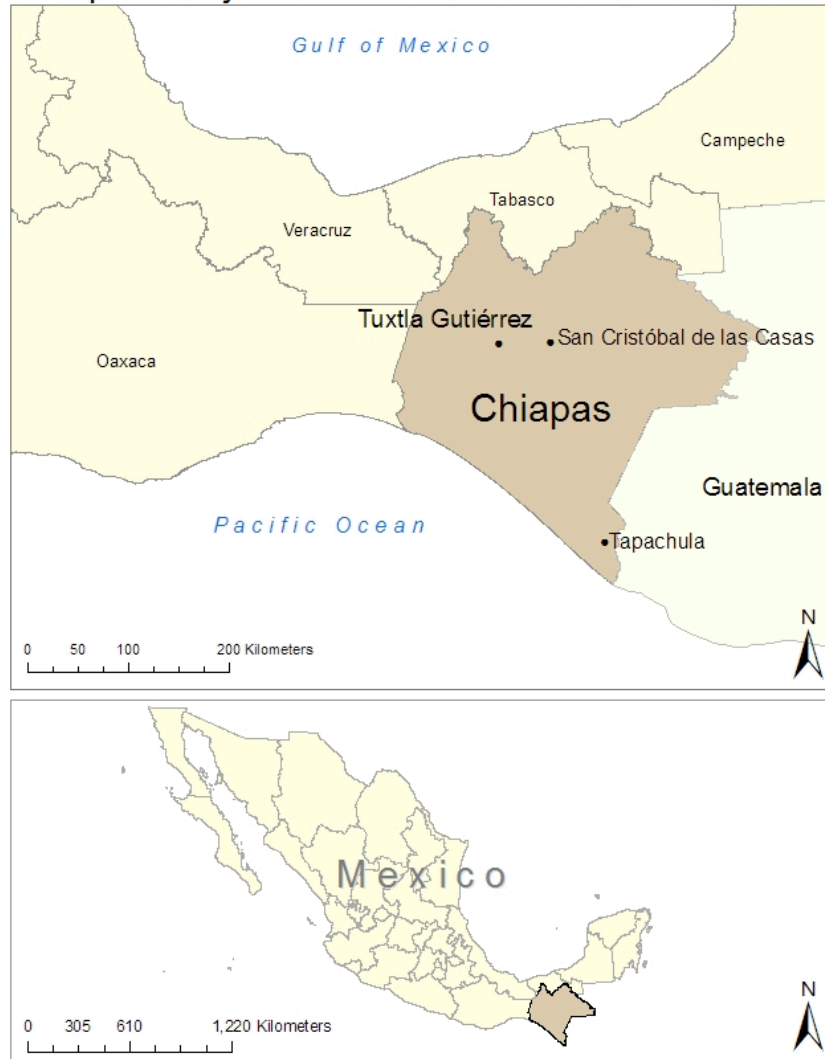 Gulf of Mexico
Campeche
Tabasco
Veracruz
Tuxtla Gutiérrez
San Cristóbal de las Casas
Oaxaca
Chiapas
Guatemala
Pacific Ocean
Tapachula
N
0 50 100 200 Kilometers
Mexico
N
0 305 610 1,220 Kilometers